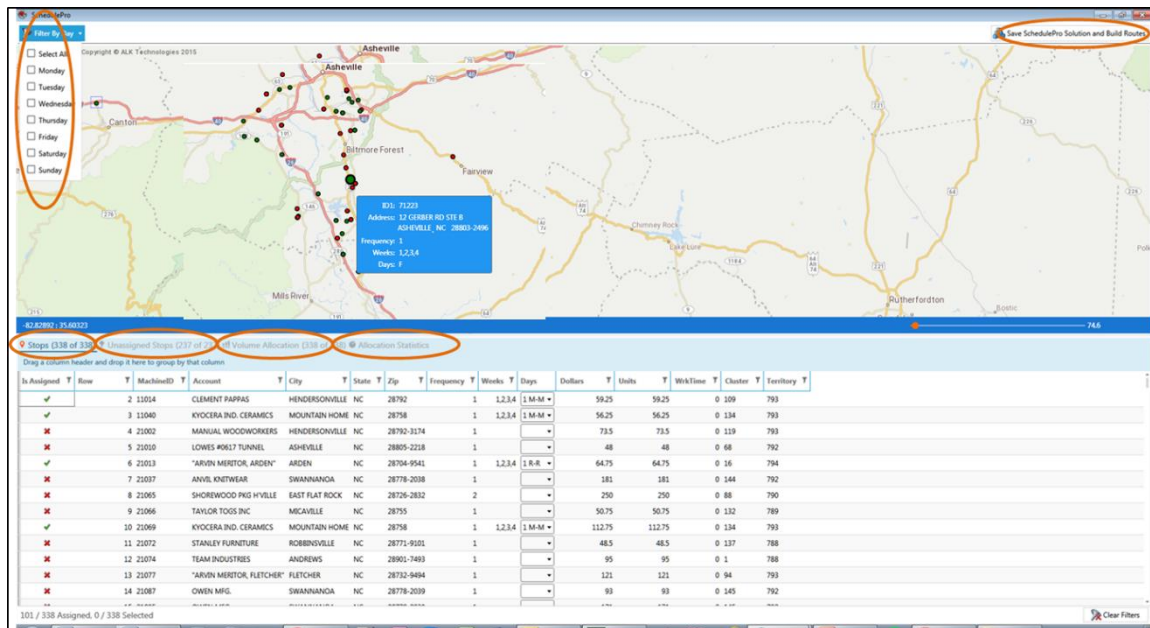 SchedulePro
Filter By Day
Save SchedulePro Solution and Build Routes
Select All
Monday
Tuesday
Wednesday
Thursday
Friday
Saturday
Sunday
Copyright © ALK Technologies 2015
Asheville
Asheville
Canton
Biltmore Forest
Fairview
ID1: 71223
Address: 12 GERBER RD STE B
ASHEVILLE, NC 28803-2496
Frequency: 1
Weeks: 1,2,3,4
Days: F
Chimney Rock
Lake Lure
Mills River
Rutherfordton
Bostic
Polk
-82.82892 : 35.60323
74.6
Stops (338 of 338)
Unassigned Stops (237 of
Volume Allocation (338 of
Allocation Statistics
Drag a column header and drop it here to group by that column
Is Assigned Row MachineID Account City State Zip Frequency Weeks Days Dollars Units WrkTime Cluster Territory
2 11014 CLEMENT PAPPAS HENDERSONVILLE NC 28792 1 1,2,3,4 1 M-M 59.25 59.25 0 109 793
3 11040 KYOCERA IND. CERAMICS MOUNTAIN HOME NC 28758 1 1,2,3,4 1 M-M 56.25 56.25 0 134 793
4 21002 MANUAL WOODWORKERS HENDERSONVILLE NC 28792-3174 1 73.5 73.5 0 119 793
5 21010 LOWES #0617 TUNNEL ASHEVILLE NC 28805-2218 1 48 48 0 68 792
6 21013 "ARVIN MERITOR, ARDEN" ARDEN NC 28704-9541 1 1,2,3,4 1 R-R 64.75 64.75 0 16 794
7 21037 ANVIL KNITWEAR SWANNANOA NC 28778-2038 1 181 181 0 144 792
8 21065 SHOREWOOD PKG H'VILLE EAST FLAT ROCK NC 28726-2832 2 250 250 0 88 790
9 21066 TAYLOR TOGS INC MICAVILLE NC 28755 1 50.75 50.75 0 132 789
10 21069 KYOCERA IND. CERAMICS MOUNTAIN HOME NC 28758 1 1,2,3,4 1 M-M 112.75 112.75 0 134 793
11 21072 STANLEY FURNITURE ROBBINSVILLE NC 28771-9101 1 48.5 48.5 0 137 788
12 21074 TEAM INDUSTRIES ANDREWS NC 28901-7493 1 95 95 0 1 788
13 21077 "ARVIN MERITOR, FLETCHER" FLETCHER NC 28732-9494 1 121 121 0 94 793
14 21087 OWEN MFG. SWANNANOA NC 28778-2039 1 93 93 0 145 792
101 / 338 Assigned, 0 / 338 Selected
Clear Filters